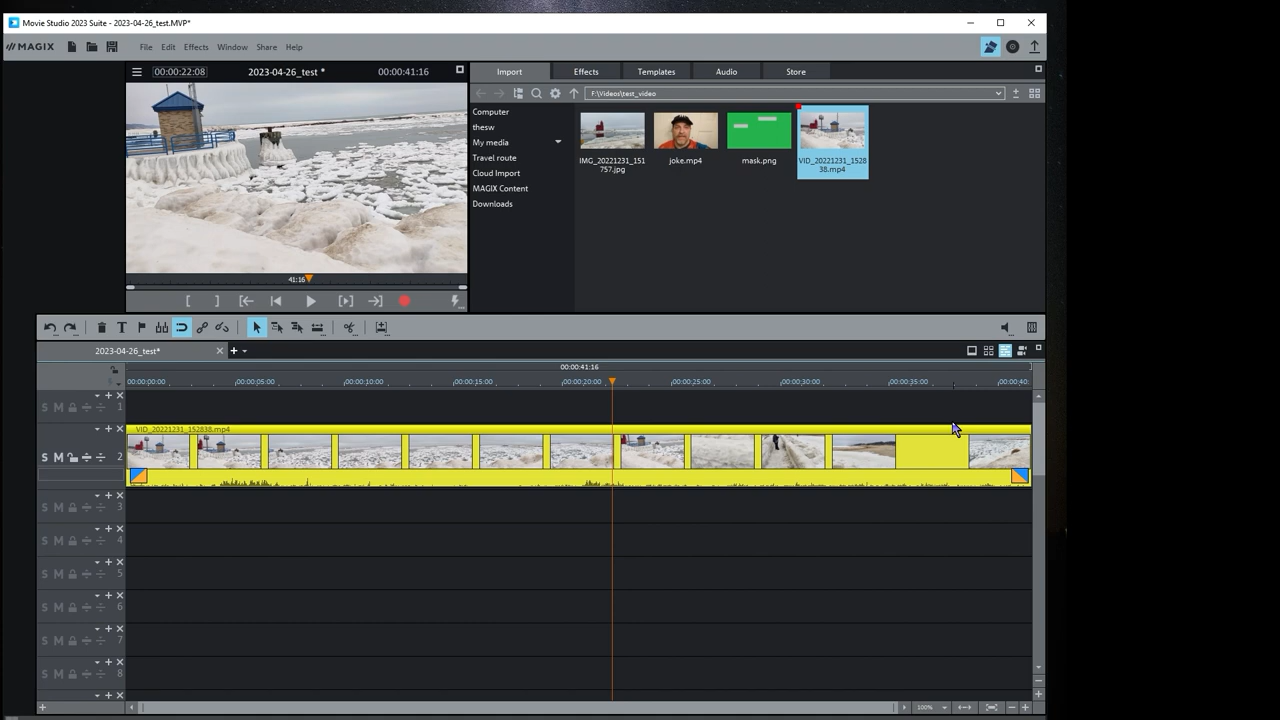 Movie Studio 2023 Suite - 2023-04-26_test.MVP*
MAGIX
File Edit Effects Window Share Help
00:00:22:08 2023-04-26_test * 00:00:41:16
Import Effects Templates Audio Store
F:\Videos\test_video
Computer
thesw
My media
Travel route
Cloud Import
MAGIX Content
Downloads
IMG_20221231_151
757.jpg
joke.mp4
mask.png
VID_20221231_1528
38.mp4
41:16
2023-04-26_test*
00:00:41:16
00:00:00:00 00:00:05:00 00:00:10:00 00:00:15:00 00:00:20:00 00:00:25:00 00:00:30:00 00:00:35:00 00:00:40:
S M 1
VID_20221231_152838.mp4
S M 2
S M 3
S M 4
S M 5
S M 6
S M 7
S M 8
100%